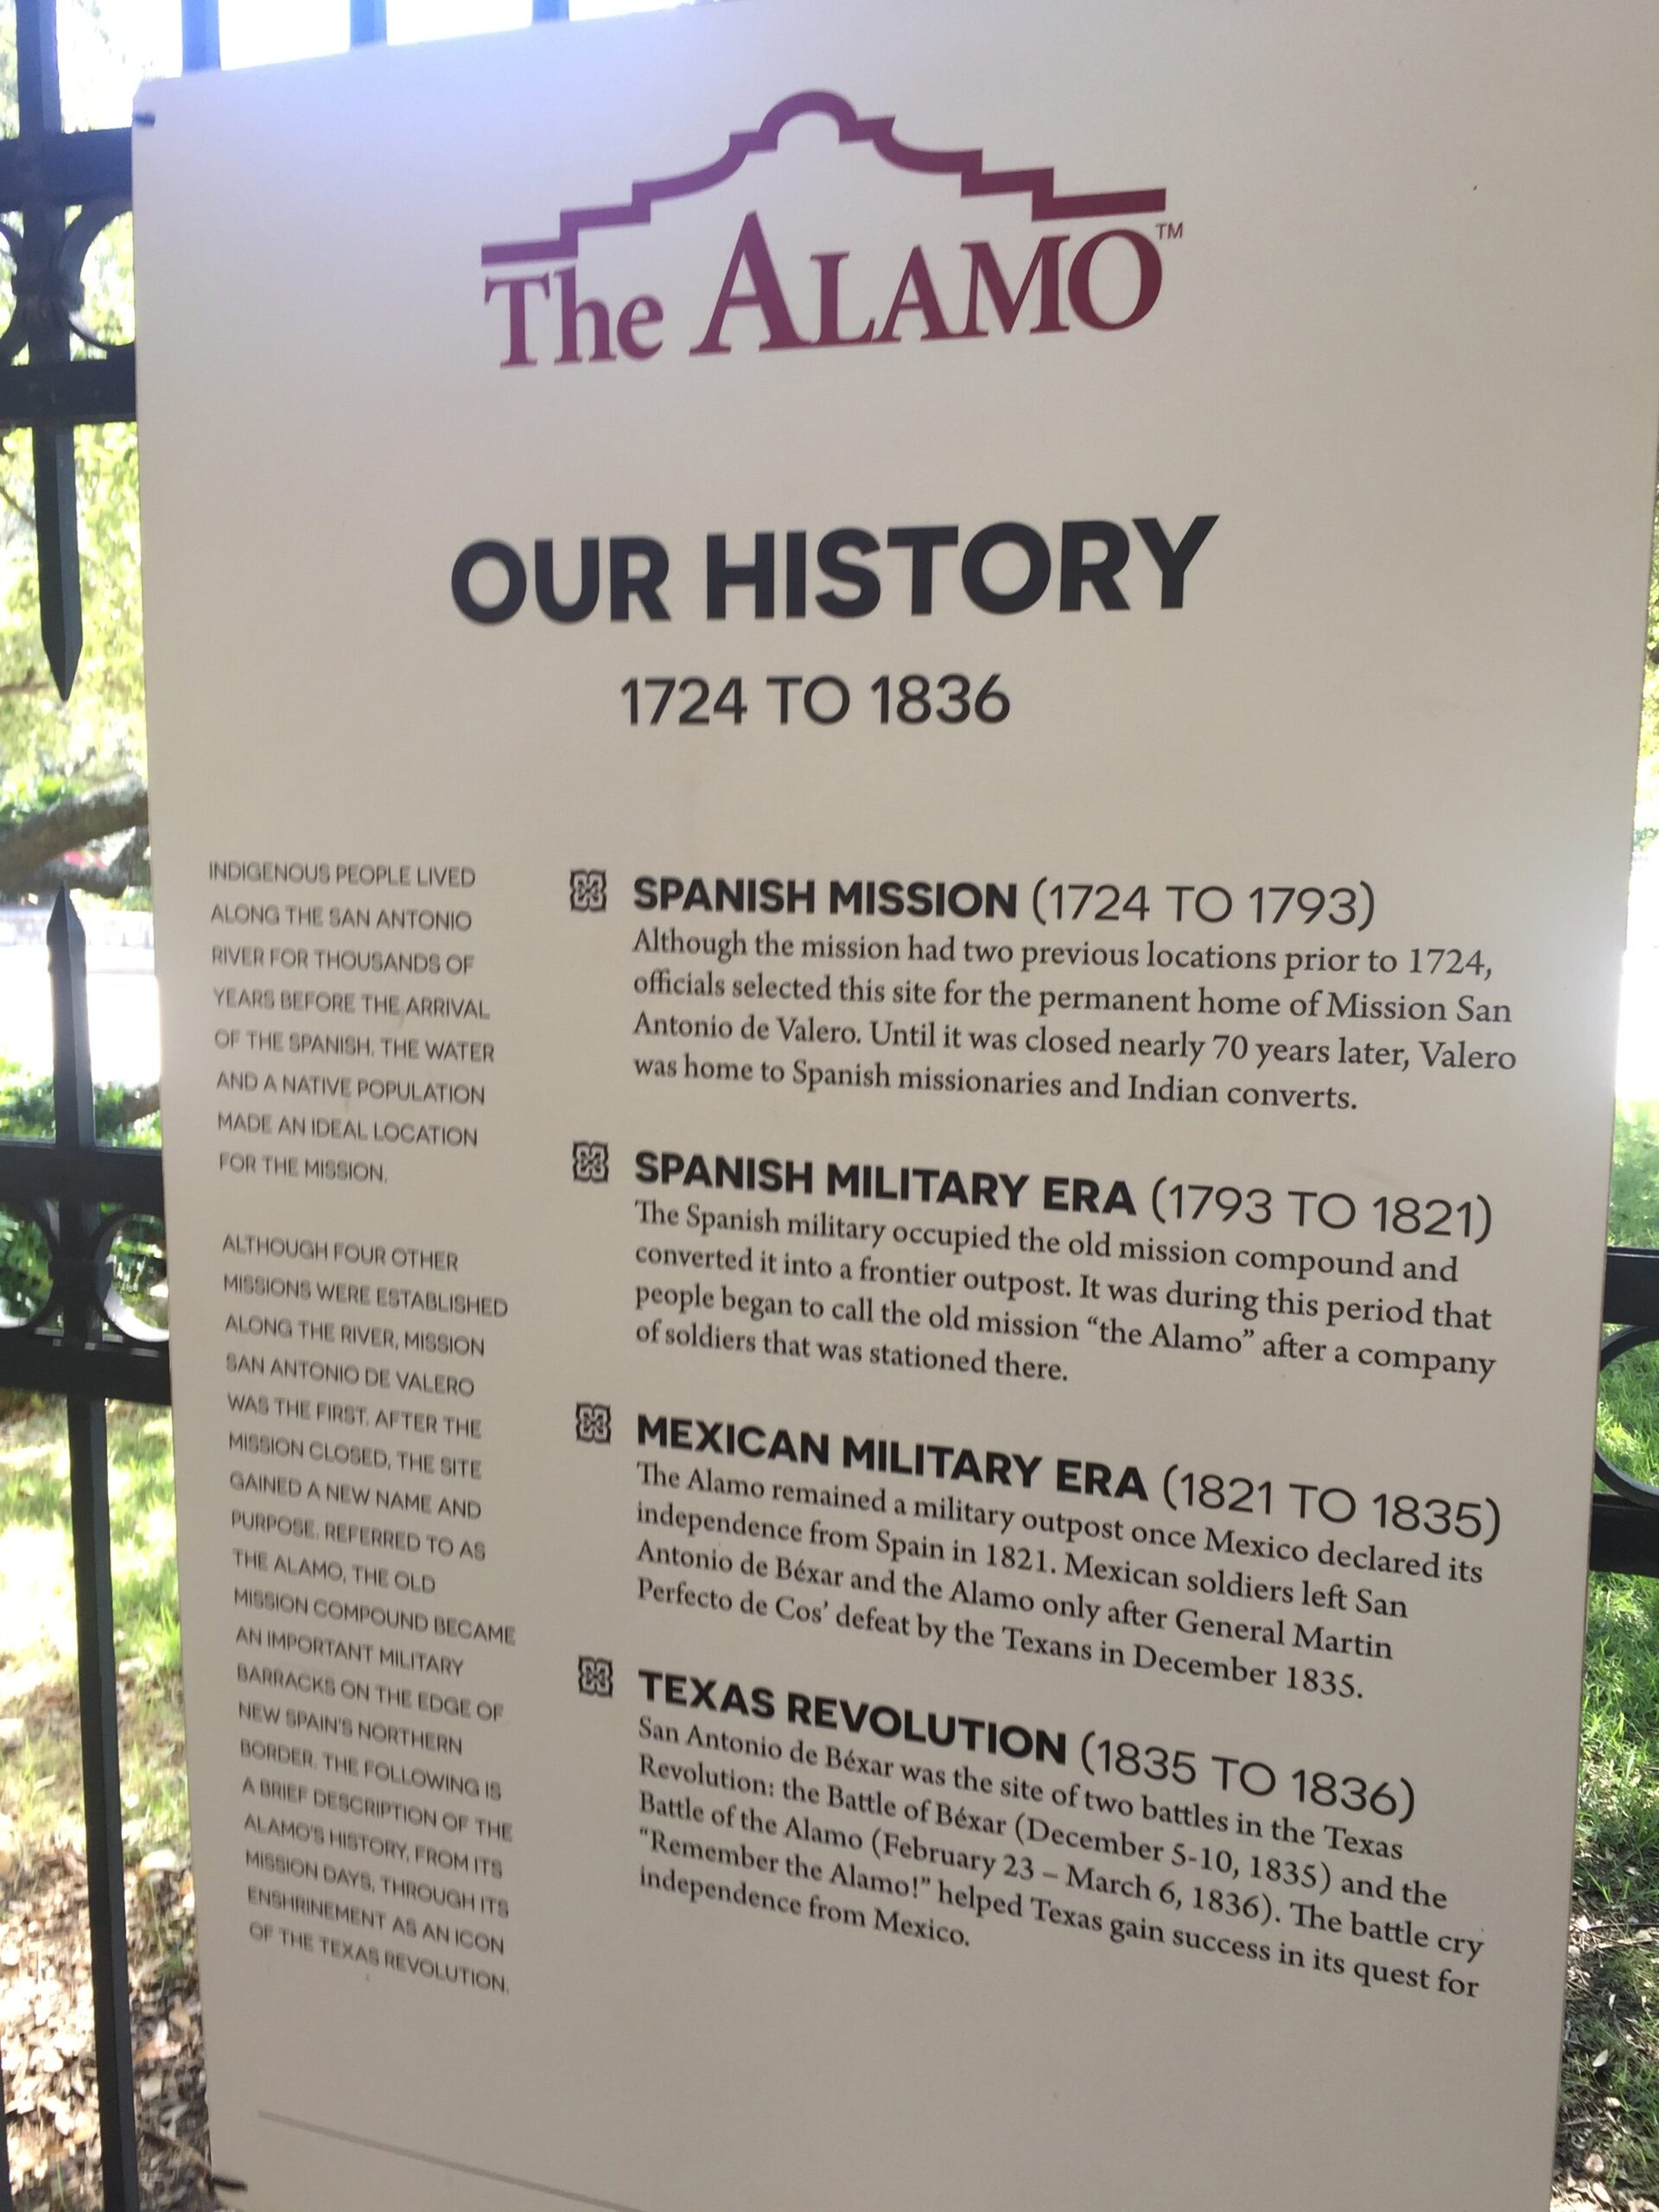 The ALAMO™
OUR HISTORY
1724 TO 1836
INDIGENOUS PEOPLE LIVED
ALONG THE SAN ANTONIO
RIVER FOR THOUSANDS OF
YEARS BEFORE THE ARRIVAL
OF THE SPANISH. THE WATER
AND A NATIVE POPULATION
MADE AN IDEAL LOCATION
FOR THE MISSION.
ALTHOUGH FOUR OTHER
MISSIONS WERE ESTABLISHED
ALONG THE RIVER, MISSION
SAN ANTONIO DE VALERO
WAS THE FIRST. AFTER THE
MISSION CLOSED, THE SITE
GAINED A NEW NAME AND
PURPOSE. REFERRED TO AS
THE ALAMO, THE OLD
MISSION COMPOUND BECAME
AN IMPORTANT MILITARY
BARRACKS ON THE EDGE OF
NEW SPAIN'S NORTHERN
BORDER. THE FOLLOWING IS
A BRIEF DESCRIPTION OF THE
ALAMO'S HISTORY, FROM ITS
MISSION DAYS, THROUGH ITS
ENSHRINEMENT AS AN ICON
OF THE TEXAS REVOLUTION.
SPANISH MISSION (1724 TO 1793)
Although the mission had two previous locations prior to 1724,
officials selected this site for the permanent home of Mission San
Antonio de Valero. Until it was closed nearly 70 years later, Valero
was home to Spanish missionaries and Indian converts.
SPANISH MILITARY ERA (1793 TO 1821)
The Spanish military occupied the old mission compound and
converted it into a frontier outpost. It was during this period that
people began to call the old mission “the Alamo” after a company
of soldiers that was stationed there.
MEXICAN MILITARY ERA (1821 TO 1835)
The Alamo remained a military outpost once Mexico declared its
independence from Spain in 1821. Mexican soldiers left San
Antonio de Béxar and the Alamo only after General Martin
Perfecto de Cos’ defeat by the Texans in December 1835.
TEXAS REVOLUTION (1835 TO 1836)
San Antonio de Béxar was the site of two battles in the Texas
Revolution: the Battle of Béxar (December 5-10, 1835) and the
Battle of the Alamo (February 23 – March 6, 1836). The battle cry
“Remember the Alamo!” helped Texas gain success in its quest for
independence from Mexico.